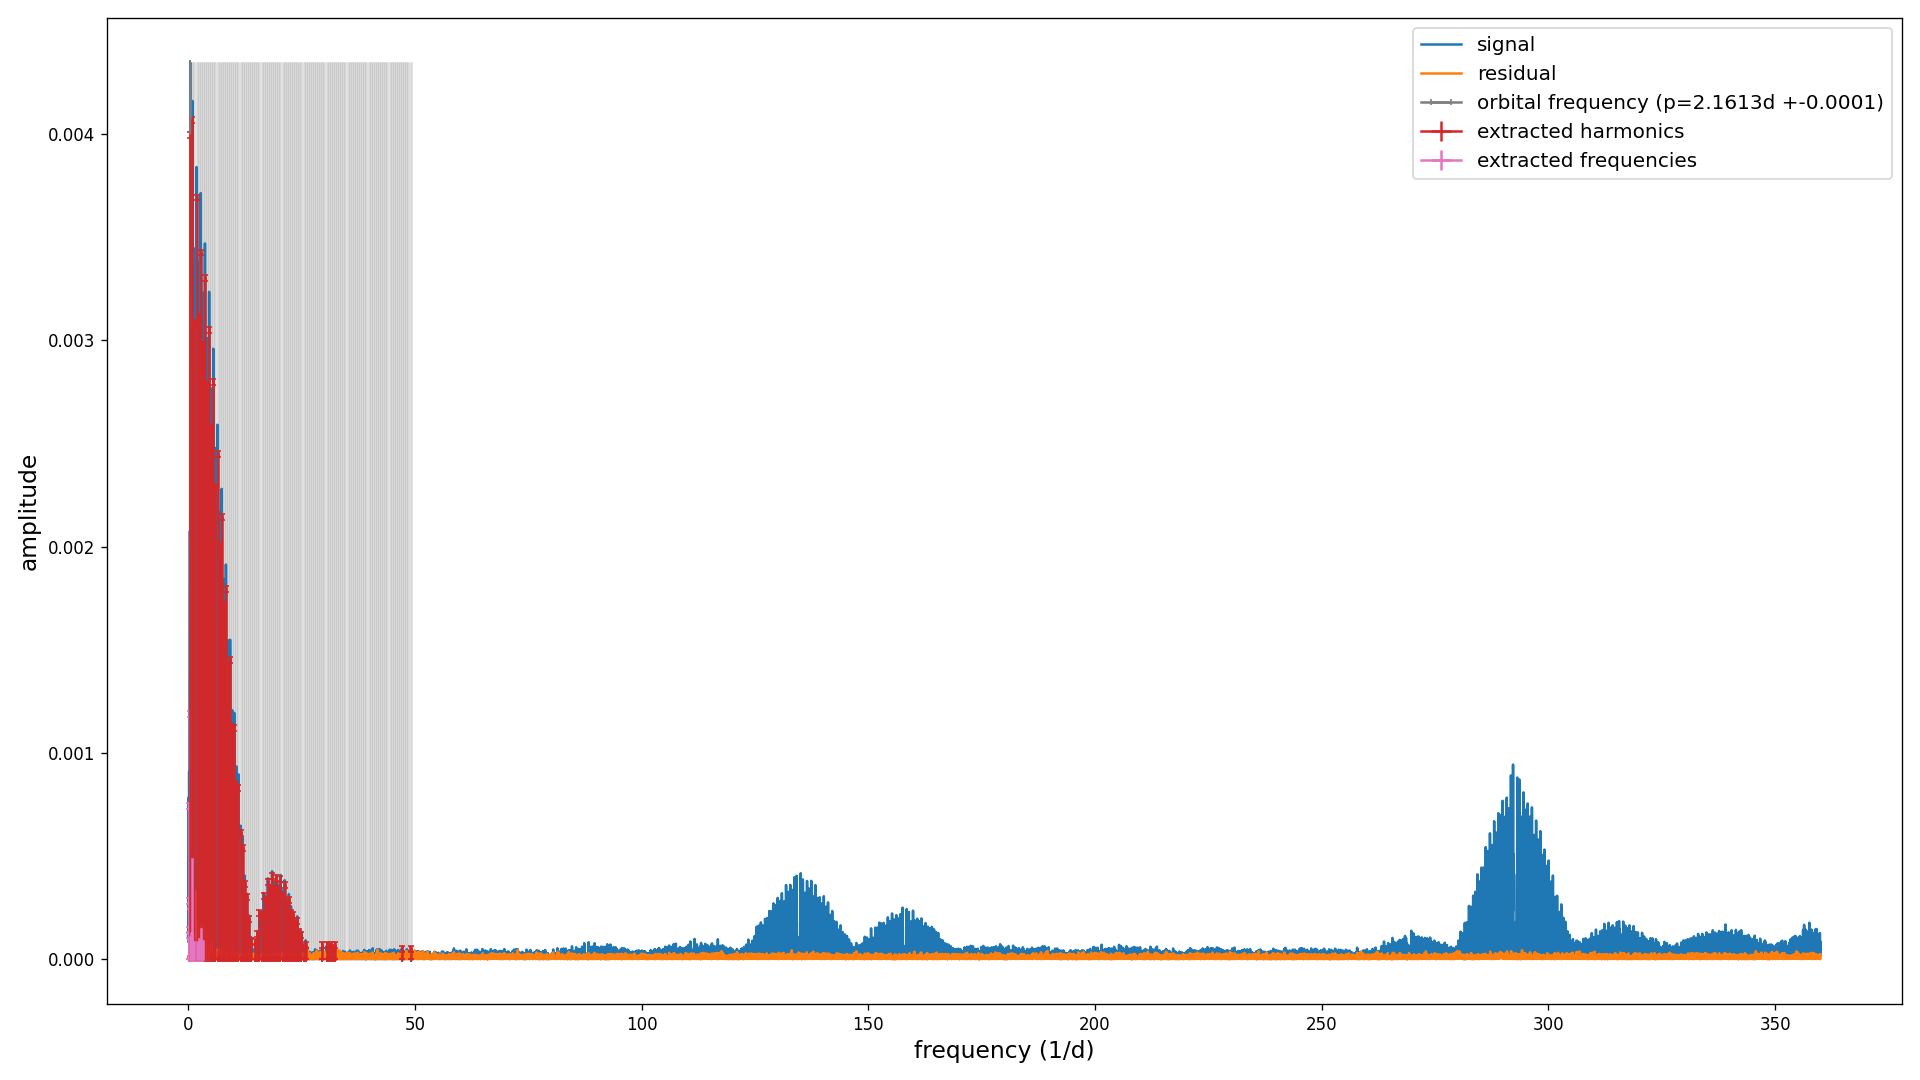 signal
residual
orbital frequency (p=2.1613d +-0.0001)
extracted harmonics
extracted frequencies
0.004
0.003
0.002
0.001
0.000
amplitude
0 50 100 150 200 250 300 350
frequency (1/d)